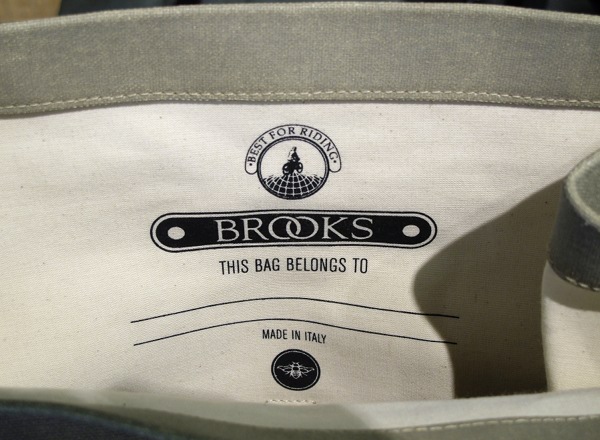 ·BEST FOR RIDING·
BROOKS
THIS BAG BELONGS TO
MADE IN ITALY